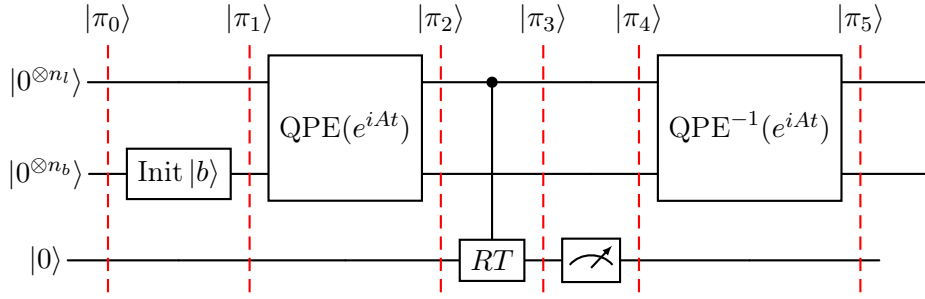 |π₀⟩ |π₁⟩ |π₂⟩ |π₃⟩ |π₄⟩ |π₅⟩
|0^{⊗n_l}⟩
QPE(e^{iAt}) QPE⁻¹(e^{iAt})
|0^{⊗n_b}⟩ Init |b⟩
|0⟩ RT